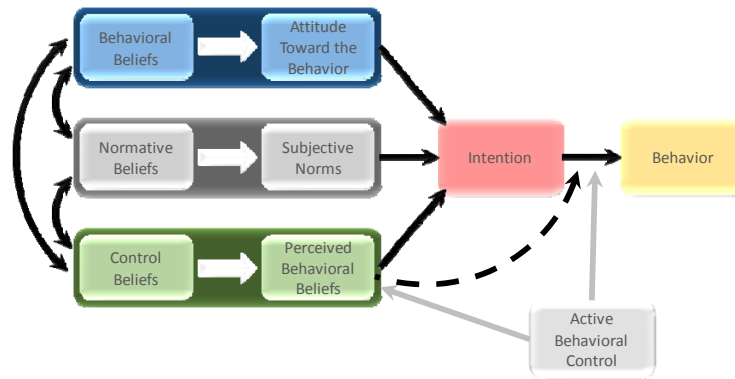 Behavioral
Beliefs
Attitude
Toward the
Behavior
Normative
Beliefs
Subjective
Norms
Intention
Behavior
Control
Beliefs
Perceived
Behavioral
Beliefs
Active
Behavioral
Control